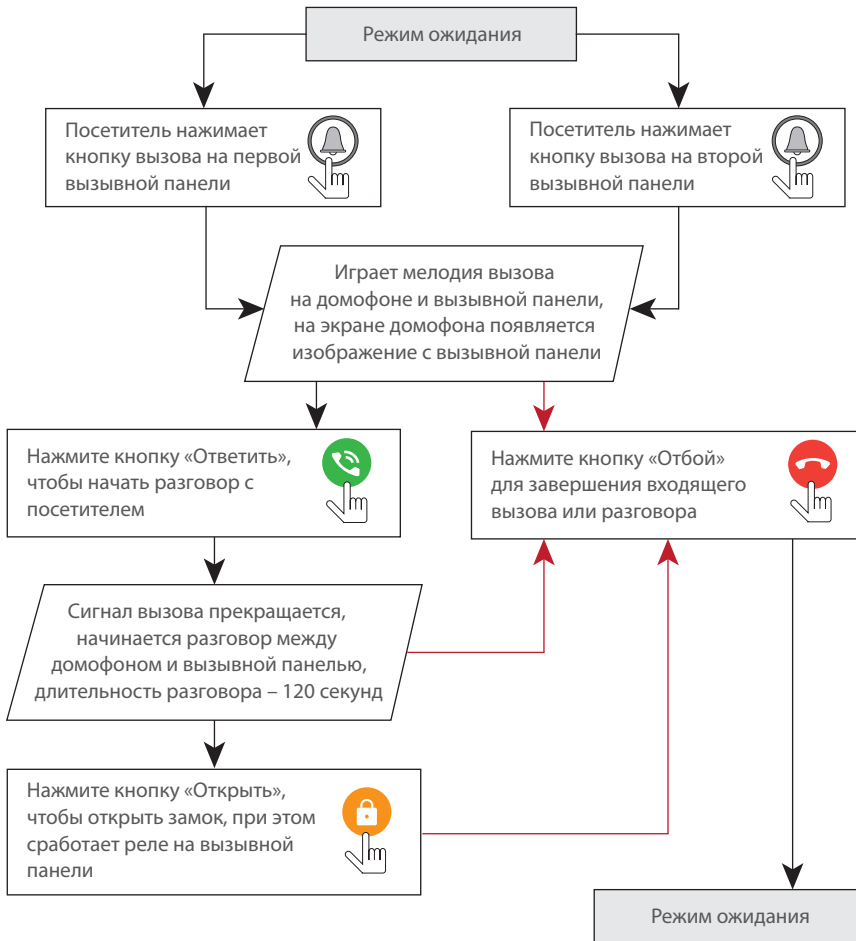 Режим ожидания
Посетитель нажимает
кнопку вызова на первой
вызывной панели
Посетитель нажимает
кнопку вызова на второй
вызывной панели
Играет мелодия вызова
на домофоне и вызывной панели,
на экране домофона появляется
изображение с вызывной панели
Нажмите кнопку «Ответить»,
чтобы начать разговор с
посетителем
Нажмите кнопку «Отбой»
для завершения входящего
вызова или разговора
Сигнал вызова прекращается,
начинается разговор между
домофоном и вызывной панелью,
длительность разговора – 120 секунд
Нажмите кнопку «Открыть»,
чтобы открыть замок, при этом
сработает реле на вызывной
панели
Режим ожидания